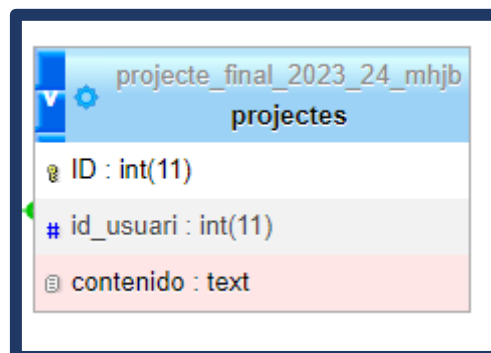 projecte_final_2023_24_mhjb
v
projectes
ID : int(11)
# id_usuari : int(11)
contenido : text